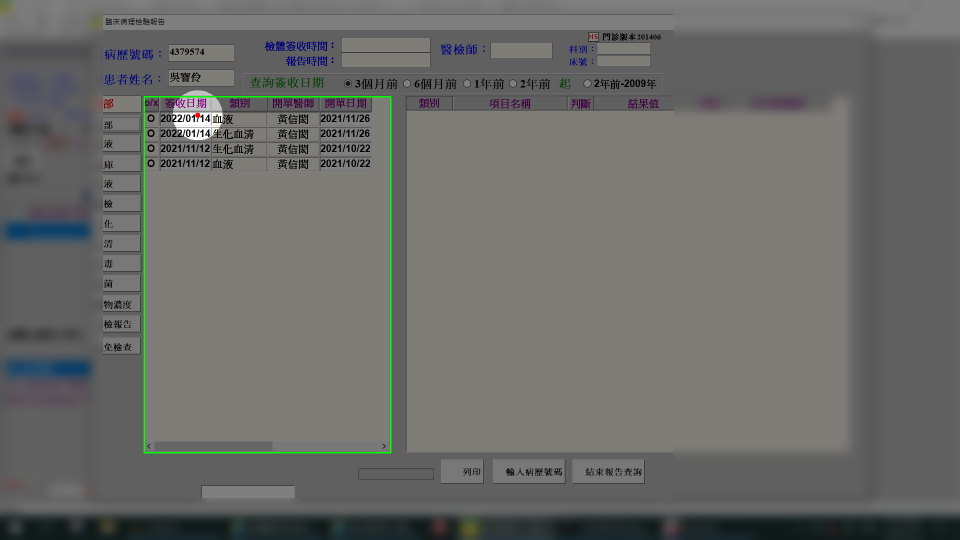 臨床病理檢驗報告
HS 門診版本201406
病歷號碼： 4379574
檢體簽收時間：
報告時間：
醫檢師：
科別：
床號：
患者姓名： 吳寶伶
查詢簽收日期 3個月前 6個月前 1年前 2年前 起 2年前-2009年
部
部
液
庫
液
檢
化
清
毒
菌
物濃度
檢報告
免檢查
o/x 簽收日期 類別 開單醫師 開單日期
O 2022/01/14 血液 黃信閎 2021/11/26
O 2022/01/14 生化血清 黃信閎 2021/11/26
O 2021/11/12 生化血清 黃信閎 2021/10/22
O 2021/11/12 血液 黃信閎 2021/10/22
類別 項目名稱 判斷 結果值
列印 輸入病歷號碼 結束報告查詢